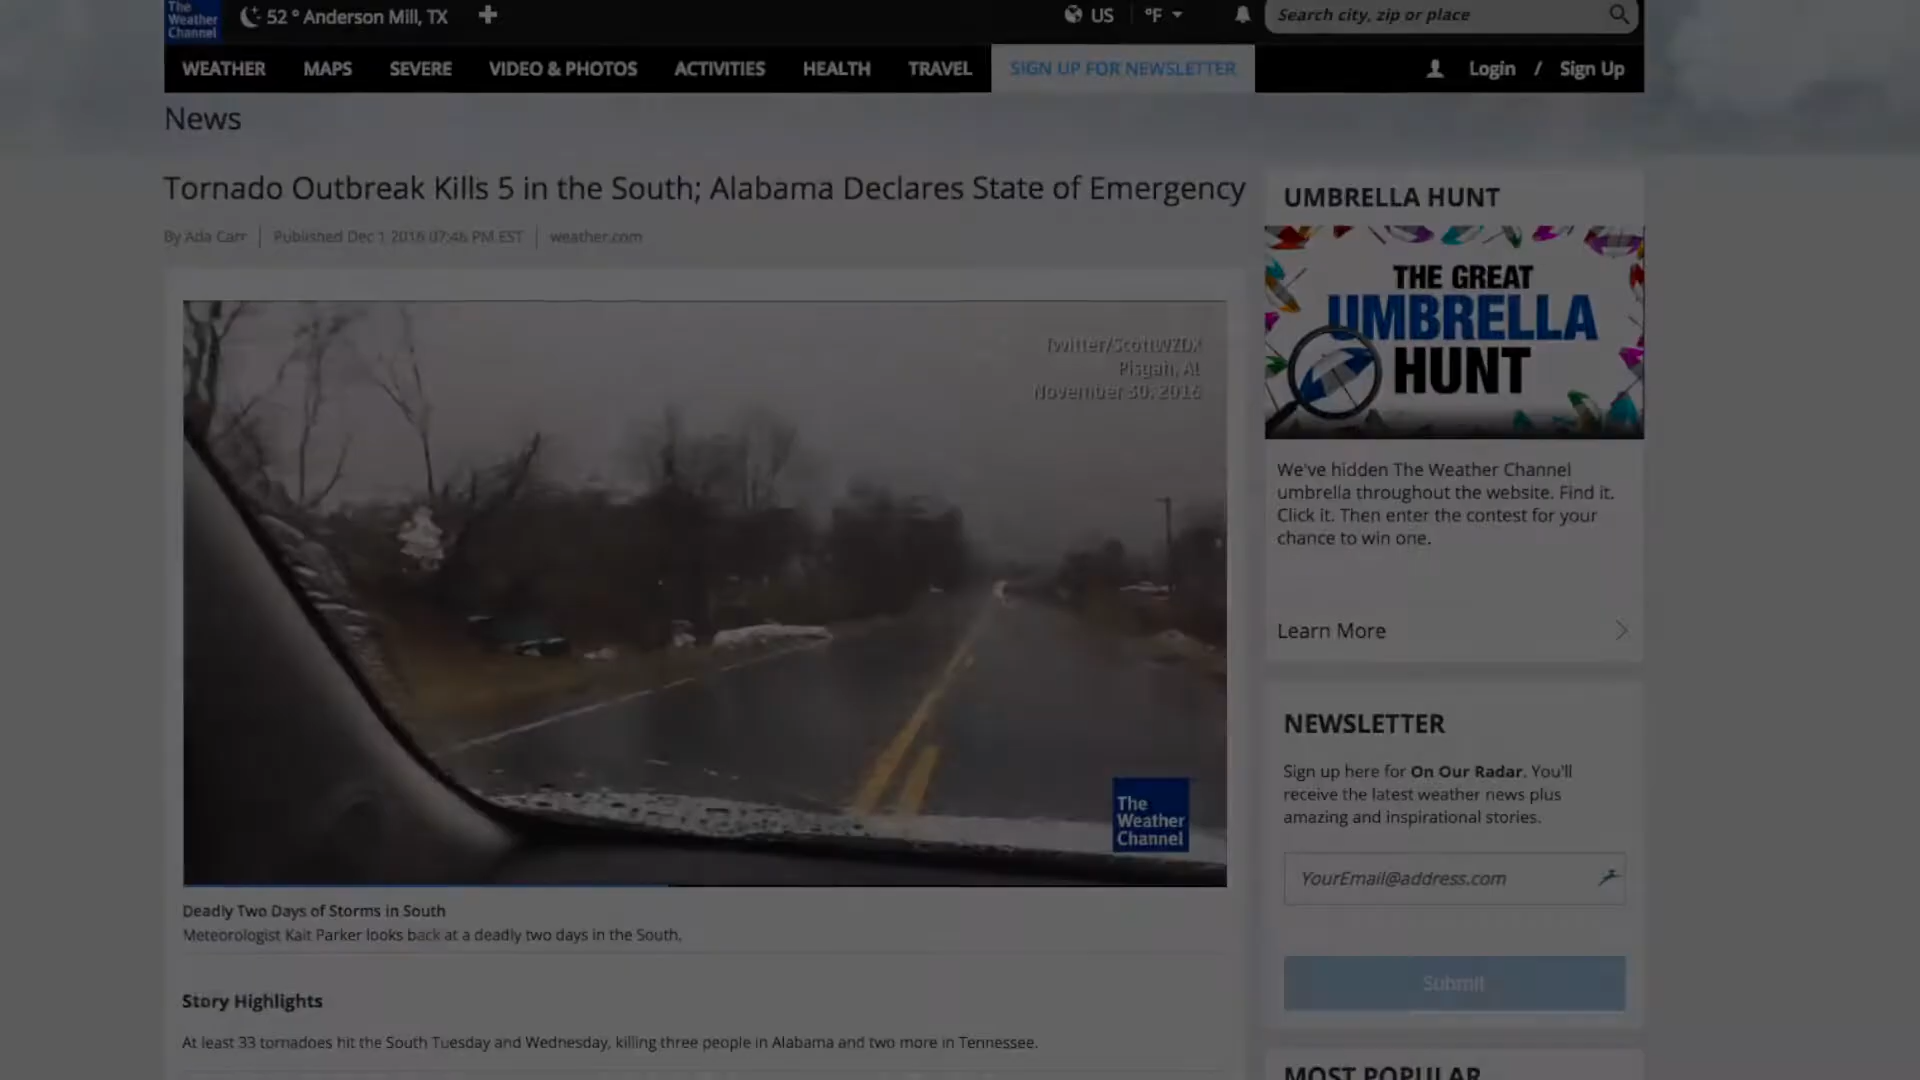 The
Weather
Channel
52 ° Anderson Mill, TX
US
°F
Search city, zip or place
WEATHER MAPS SEVERE VIDEO & PHOTOS ACTIVITIES HEALTH TRAVEL SIGN UP FOR NEWSLETTER Login / Sign Up
News
Tornado Outbreak Kills 5 in the South; Alabama Declares State of Emergency
By Ada Carr | Published Dec 1 2016 07:46 PM EST | weather.com
Twitter/ScottWZDX
Pisgah, AL
November 30, 2016
The
Weather
Channel
Deadly Two Days of Storms in South
Meteorologist Kait Parker looks back at a deadly two days in the South.
Story Highlights
At least 33 tornadoes hit the South Tuesday and Wednesday, killing three people in Alabama and two more in Tennessee.
UMBRELLA HUNT
THE GREAT
UMBRELLA
HUNT
We've hidden The Weather Channel
umbrella throughout the website. Find it.
Click it. Then enter the contest for your
chance to win one.
Learn More
NEWSLETTER
Sign up here for On Our Radar. You'll
receive the latest weather news plus
amazing and inspirational stories.
YourEmail@address.com
Submit
MOST POPULAR